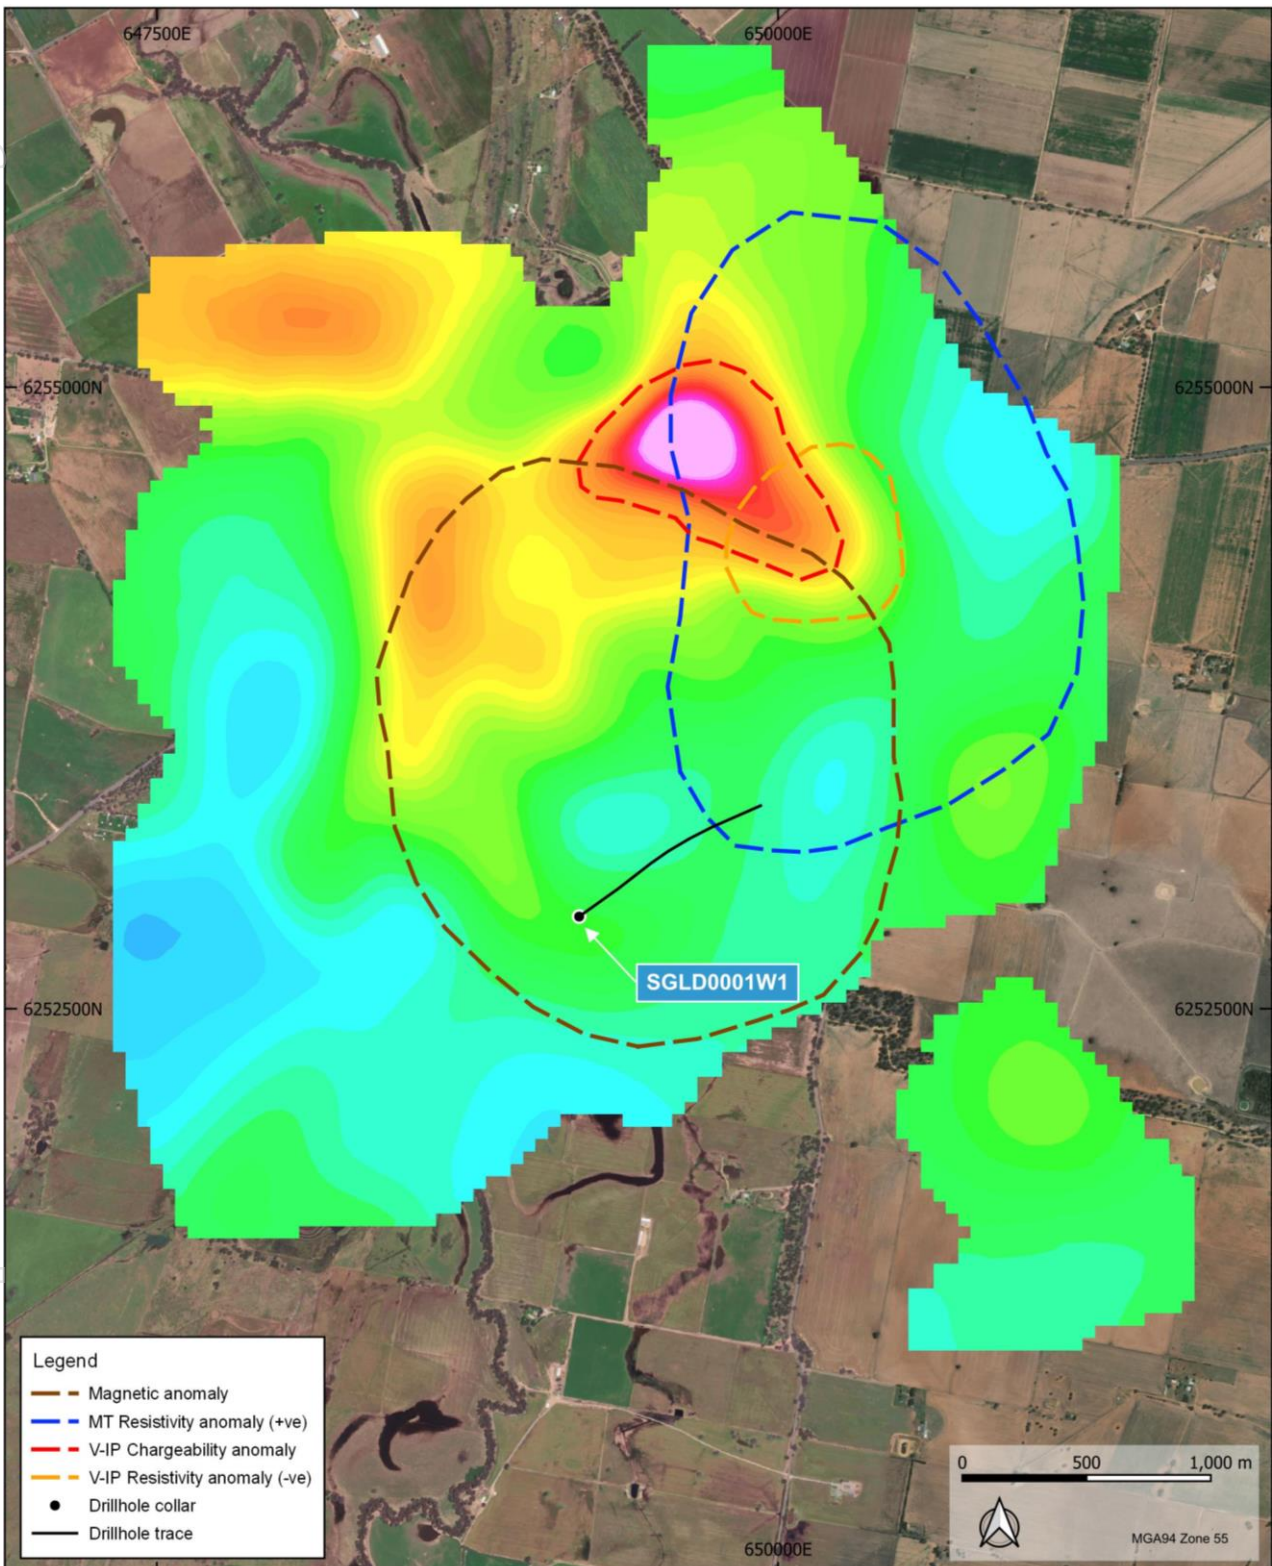 647500E
650000E
6255000N
6255000N
SGLD0001W1
6252500N
6252500N
Legend
Magnetic anomaly
MT Resistivity anomaly (+ve)
V-IP Chargeability anomaly
V-IP Resistivity anomaly (-ve)
Drillhole collar
Drillhole trace
0 500 1,000 m
MGA94 Zone 55
650000E